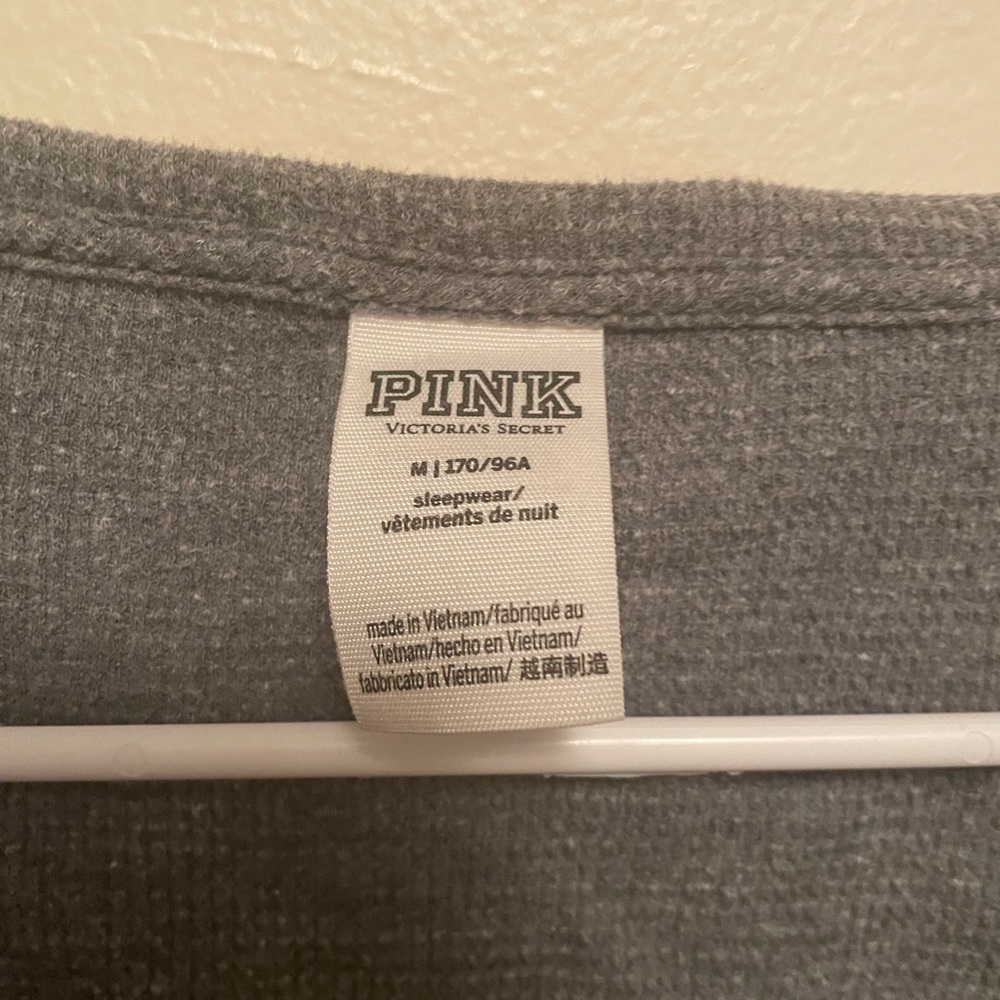 PINK
VICTORIA'S SECRET
M | 170/96A
sleepwear/
vêtements de nuit
made in Vietnam/fabriqué au
Vietnam/hecho en Vietnam/
fabbricato in Vietnam/ 越南制造